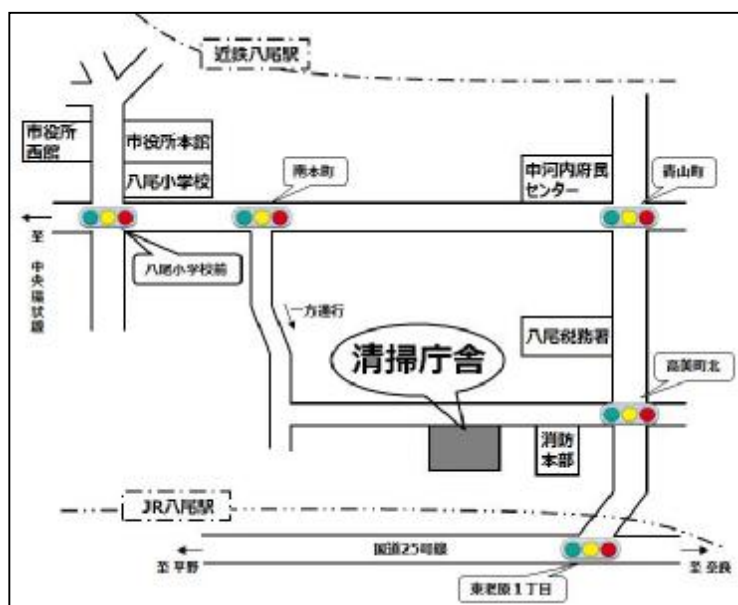 近鉄八尾駅
市役所
西館
市役所本館
八尾小学校
南本町
中河内府民
センター
青山町
至
中央環状線
八尾小学校前
一方通行
八尾税務署
清掃庁舎
高美町北
消防
本部
JR八尾駅
国道25号線
至 平野
至 奈良
東老原1丁目